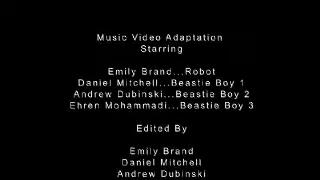 Music Video Adaptation
Starring
Emily Brand...Robot
Daniel Mitchell...Beastie Boy 1
Andrew Dubinski...Beastie Boy 2
Ehren Mohammadi...Beastie Boy 3
Edited By
Emily Brand
Daniel Mitchell
Andrew Dubinski